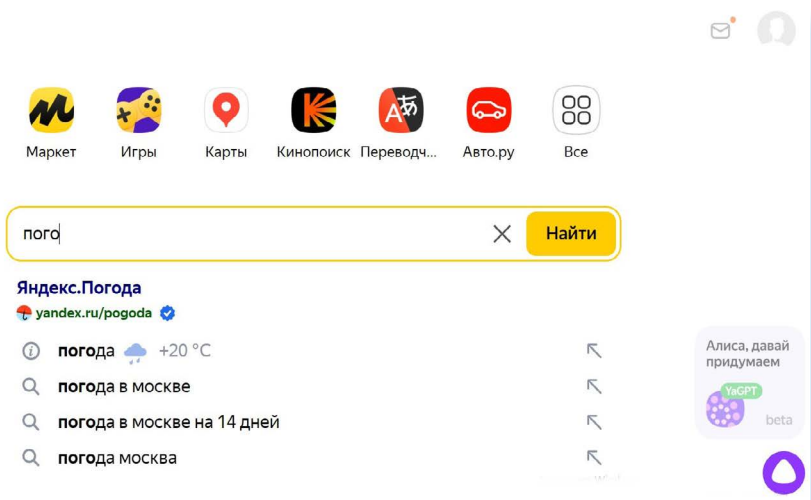 Маркет Игры Карты Кинопоиск Переводч... Авто.ру Все
пого
Найти
Яндекс.Погода
yandex.ru/pogoda
погода +20 °C
погода в москве
погода в москве на 14 дней
погода москва
Алиса, давай
придумаем
YaGPT
beta